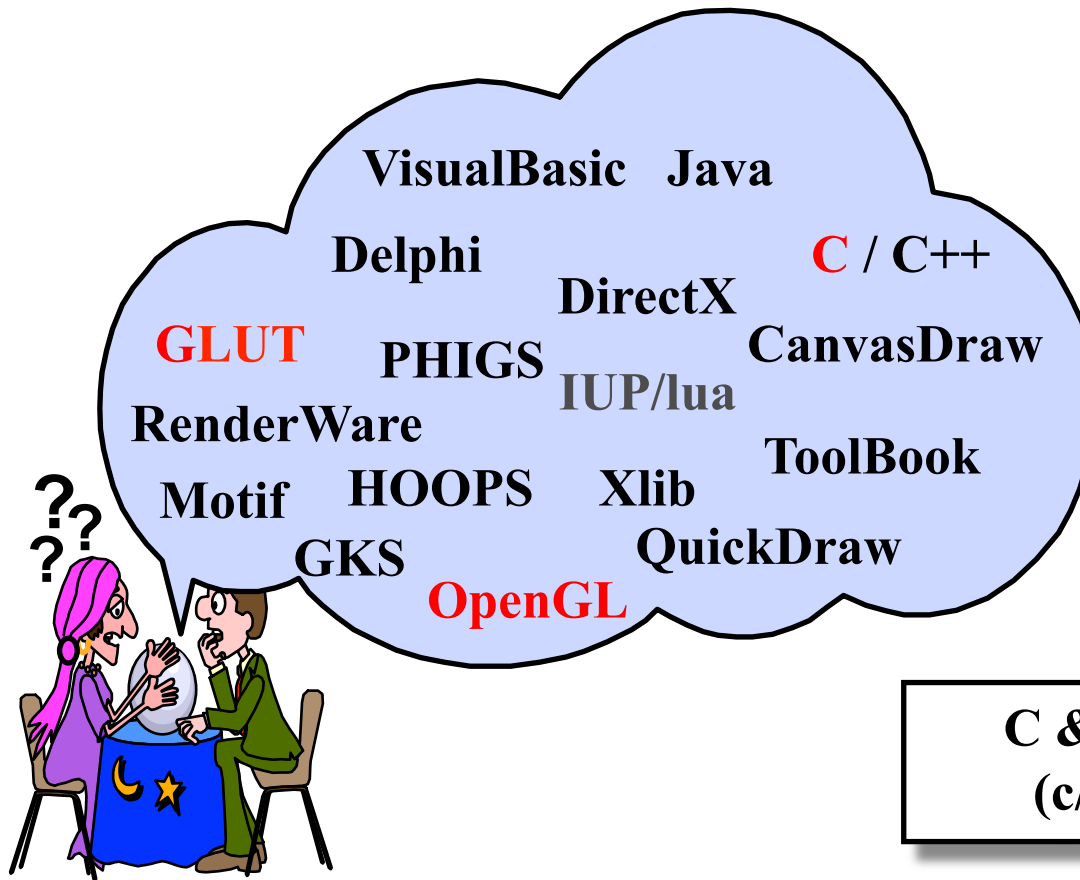 VisualBasic Java
Delphi
C / C++
DirectX
GLUT
PHIGS
CanvasDraw
IUP/lua
RenderWare
ToolBook
Motif
HOOPS
Xlib
GKS
QuickDraw
OpenGL
?
?
?
C &
(c/